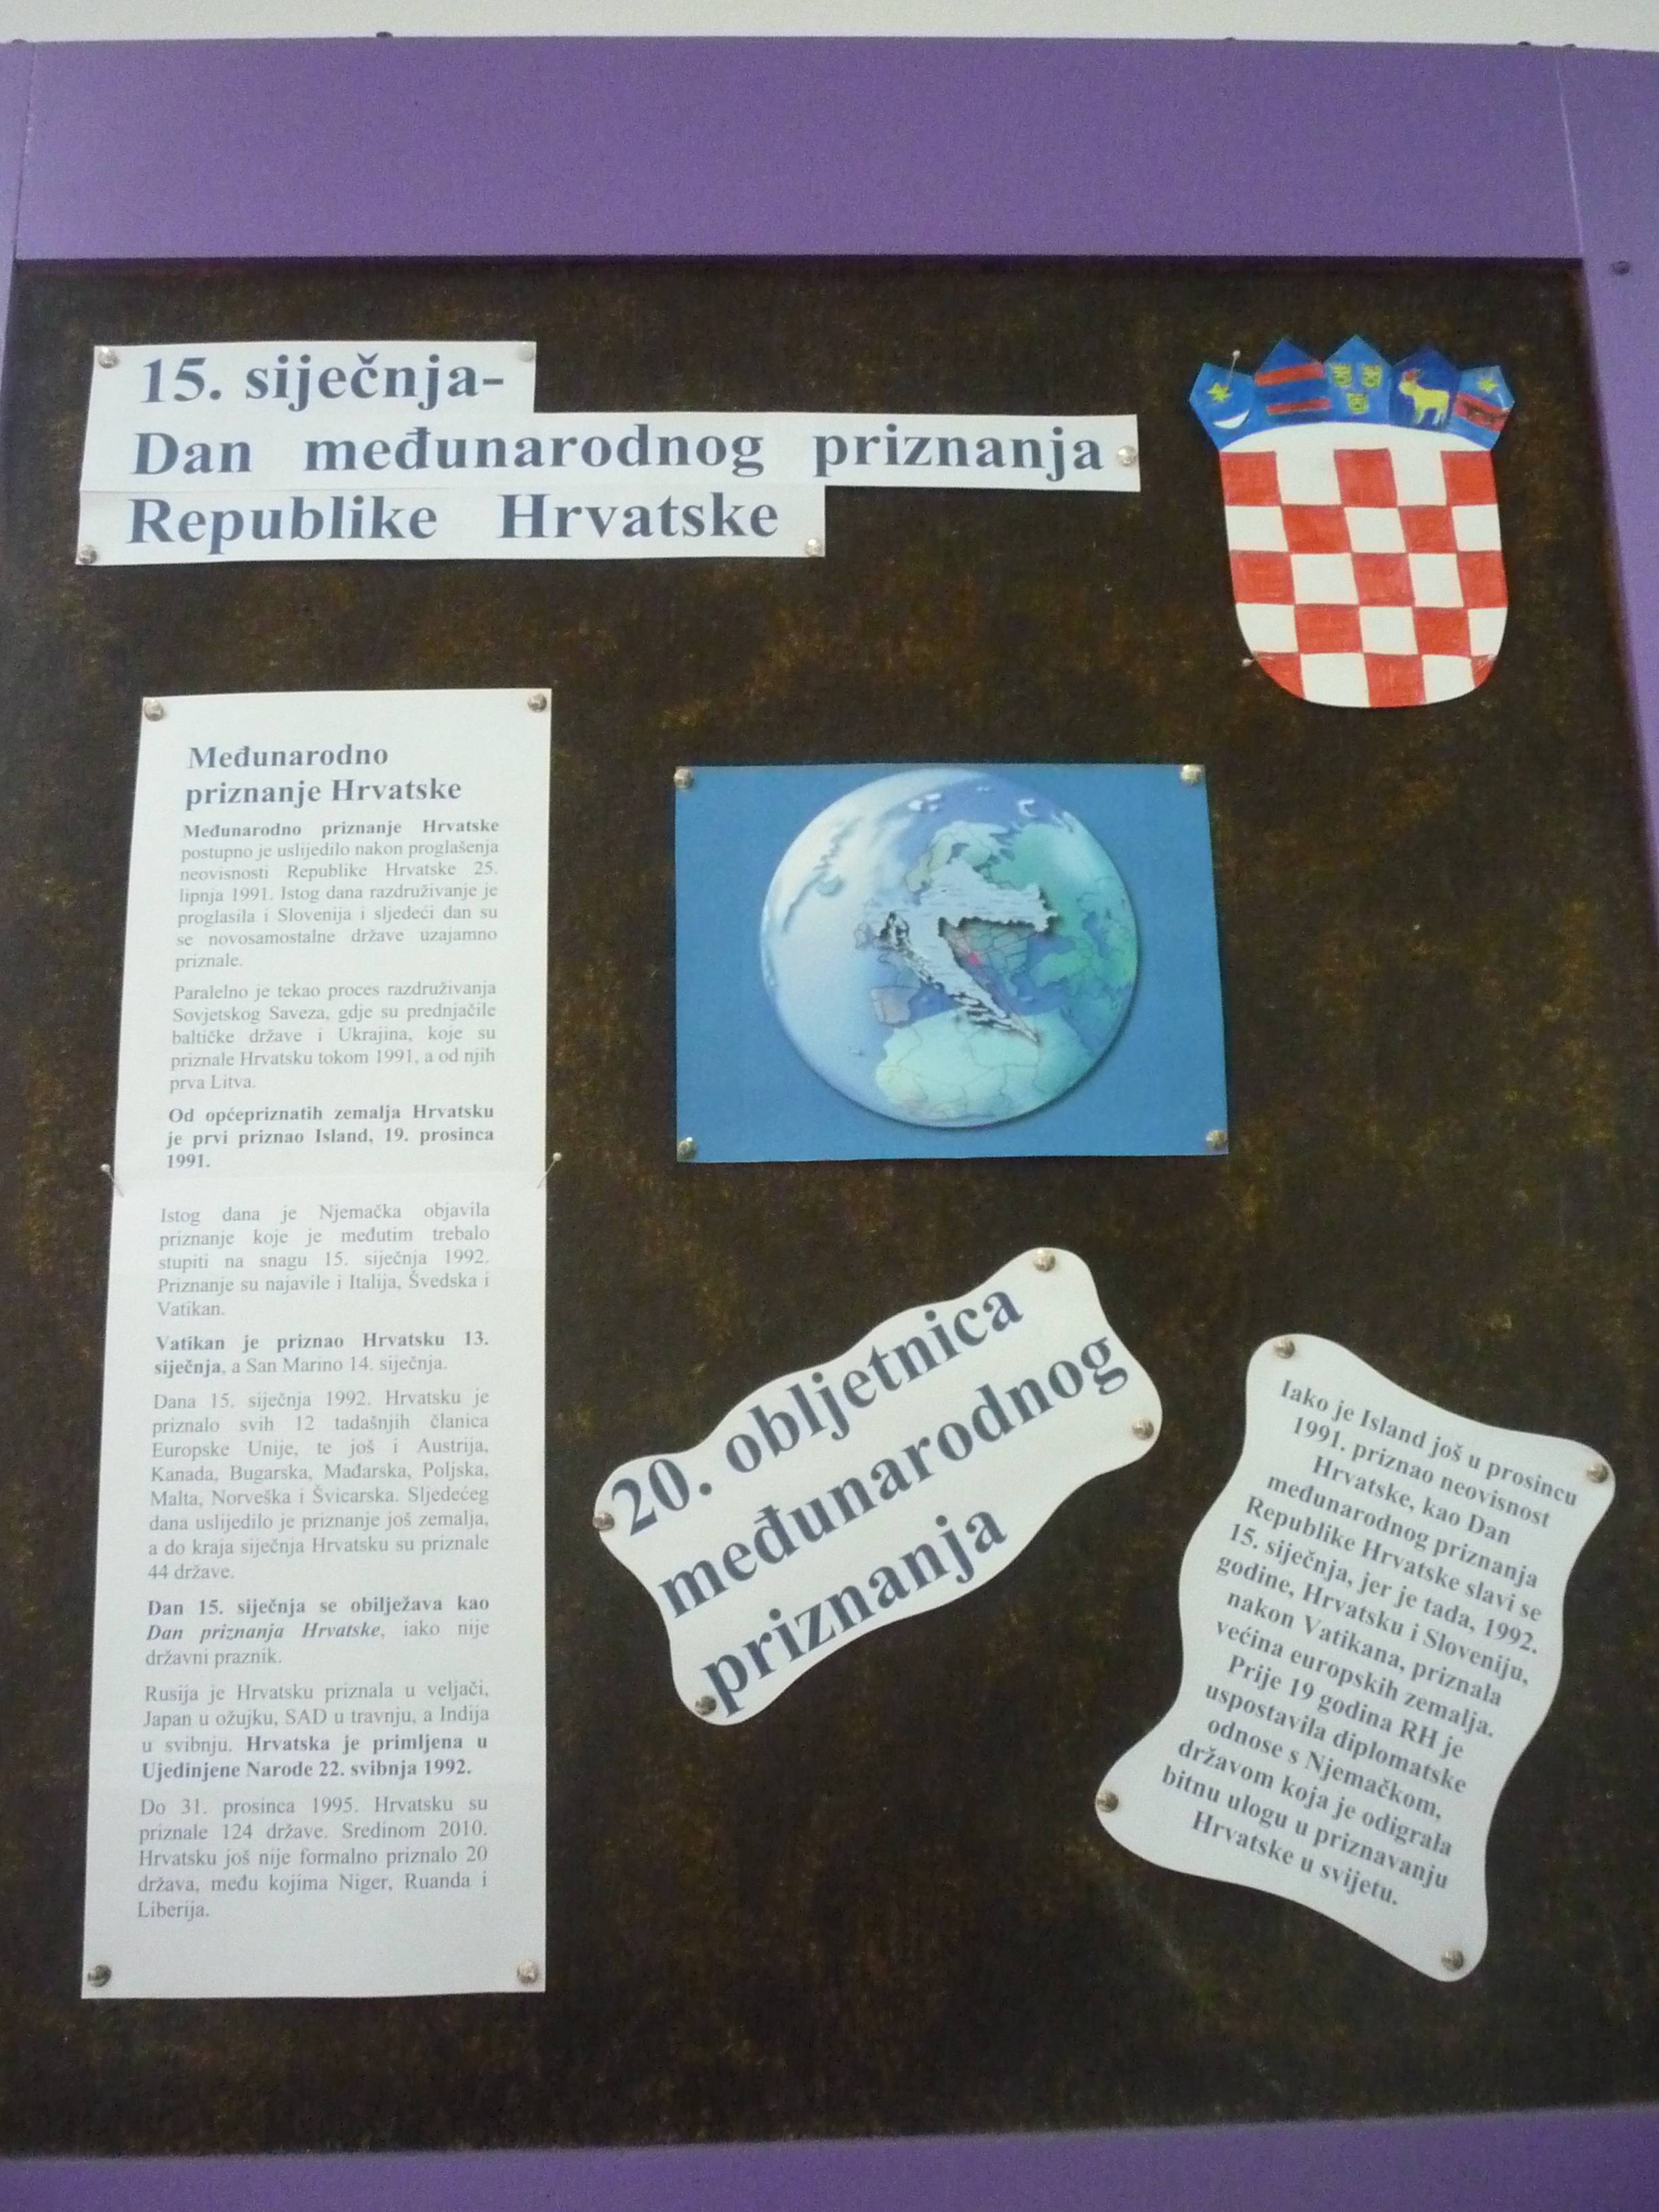 15. siječnja-
Dan međunarodnog priznanja
Republike Hrvatske
Međunarodno
priznanje Hrvatske
Međunarodno priznanje Hrvatske
postupno je uslijedilo nakon proglašenja
neovisnosti Republike Hrvatske 25.
lipnja 1991. Istog dana razdruživanje je
proglasila i Slovenija i sljedeći dan su
se novosamostalne države uzajamno
priznale.
Paralelno je tekao proces razdruživanja
Sovjetskog Saveza, gdje su prednjačile
baltičke države i Ukrajina, koje su
priznale Hrvatsku tokom 1991, a od njih
prva Litva.
Od općepriznatih zemalja Hrvatsku
je prvi priznao Island, 19. prosinca
1991.
Istog dana je Njemačka objavila
priznanje koje je međutim trebalo
stupiti na snagu 15. siječnja 1992.
Priznanje su najavile i Italija, Švedska i
Vatikan.
Vatikan je priznao Hrvatsku 13.
siječnja, a San Marino 14. siječnja.
Dana 15. siječnja 1992. Hrvatsku je
priznalo svih 12 tadašnjih članica
Europske Unije, te još i Austrija,
Kanada, Bugarska, Mađarska, Poljska,
Malta, Norveška i Švicarska. Sljedećeg
dana uslijedilo je priznanje još zemalja,
a do kraja siječnja Hrvatsku su priznale
44 države.
Dan 15. siječnja se obilježava kao
Dan priznanja Hrvatske, iako nije
državni praznik.
Rusija je Hrvatsku priznala u veljači,
Japan u ožujku, SAD u travnju, a Indija
u svibnju. Hrvatska je primljena u
Ujedinjene Narode 22. svibnja 1992.
Do 31. prosinca 1995. Hrvatsku su
priznale 124 države. Sredinom 2010.
Hrvatsku još nije formalno priznalo 20
država, među kojima Niger, Ruanda i
Liberija.
20. obljetnica
međunarodnog
priznanja
Iako je Island još u prosincu
1991. priznao neovisnost
Hrvatske, kao Dan
međunarodnog priznanja
Republike Hrvatske slavi se
15. siječnja, jer je tada, 1992.
godine, Hrvatsku i Sloveniju,
nakon Vatikana, priznala
većina europskih zemalja.
Prije 19 godina RH je
uspostavila diplomatske
odnose s Njemačkom,
državom koja je odigrala
bitnu ulogu u priznavanju
Hrvatske u svijetu.